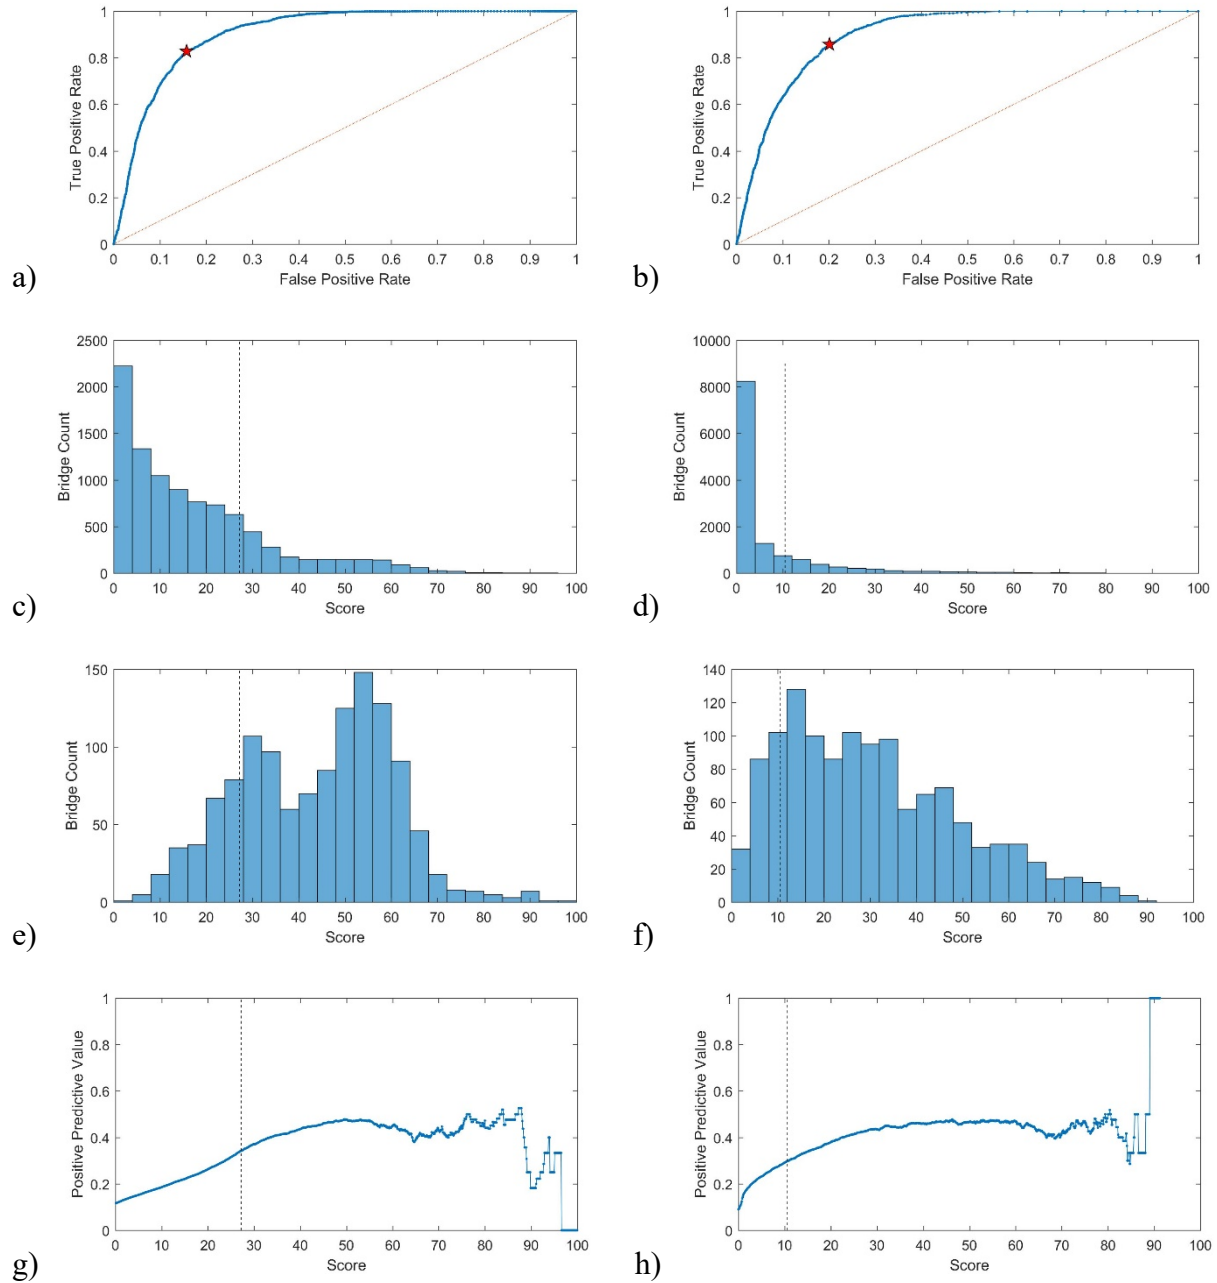 1
0.8
0.6
0.4
0.2
0
True Positive Rate
0 0.1 0.2 0.3 0.4 0.5 0.6 0.7 0.8 0.9 1
False Positive Rate
a)
1
0.8
0.6
0.4
0.2
0
True Positive Rate
0 0.1 0.2 0.3 0.4 0.5 0.6 0.7 0.8 0.9 1
False Positive Rate
b)
2500
2000
1500
1000
500
0
Bridge Count
0 10 20 30 40 50 60 70 80 90 100
Score
c)
10000
8000
6000
4000
2000
0
Bridge Count
0 10 20 30 40 50 60 70 80 90 100
Score
d)
150
100
50
0
Bridge Count
0 10 20 30 40 50 60 70 80 90 100
Score
e)
140
120
100
80
60
40
20
0
Bridge Count
0 10 20 30 40 50 60 70 80 90 100
Score
f)
1
0.8
0.6
0.4
0.2
0
Positive Predictive Value
0 10 20 30 40 50 60 70 80 90 100
Score
g)
1
0.8
0.6
0.4
0.2
0
Positive Predictive Value
0 10 20 30 40 50 60 70 80 90 100
Score
h)